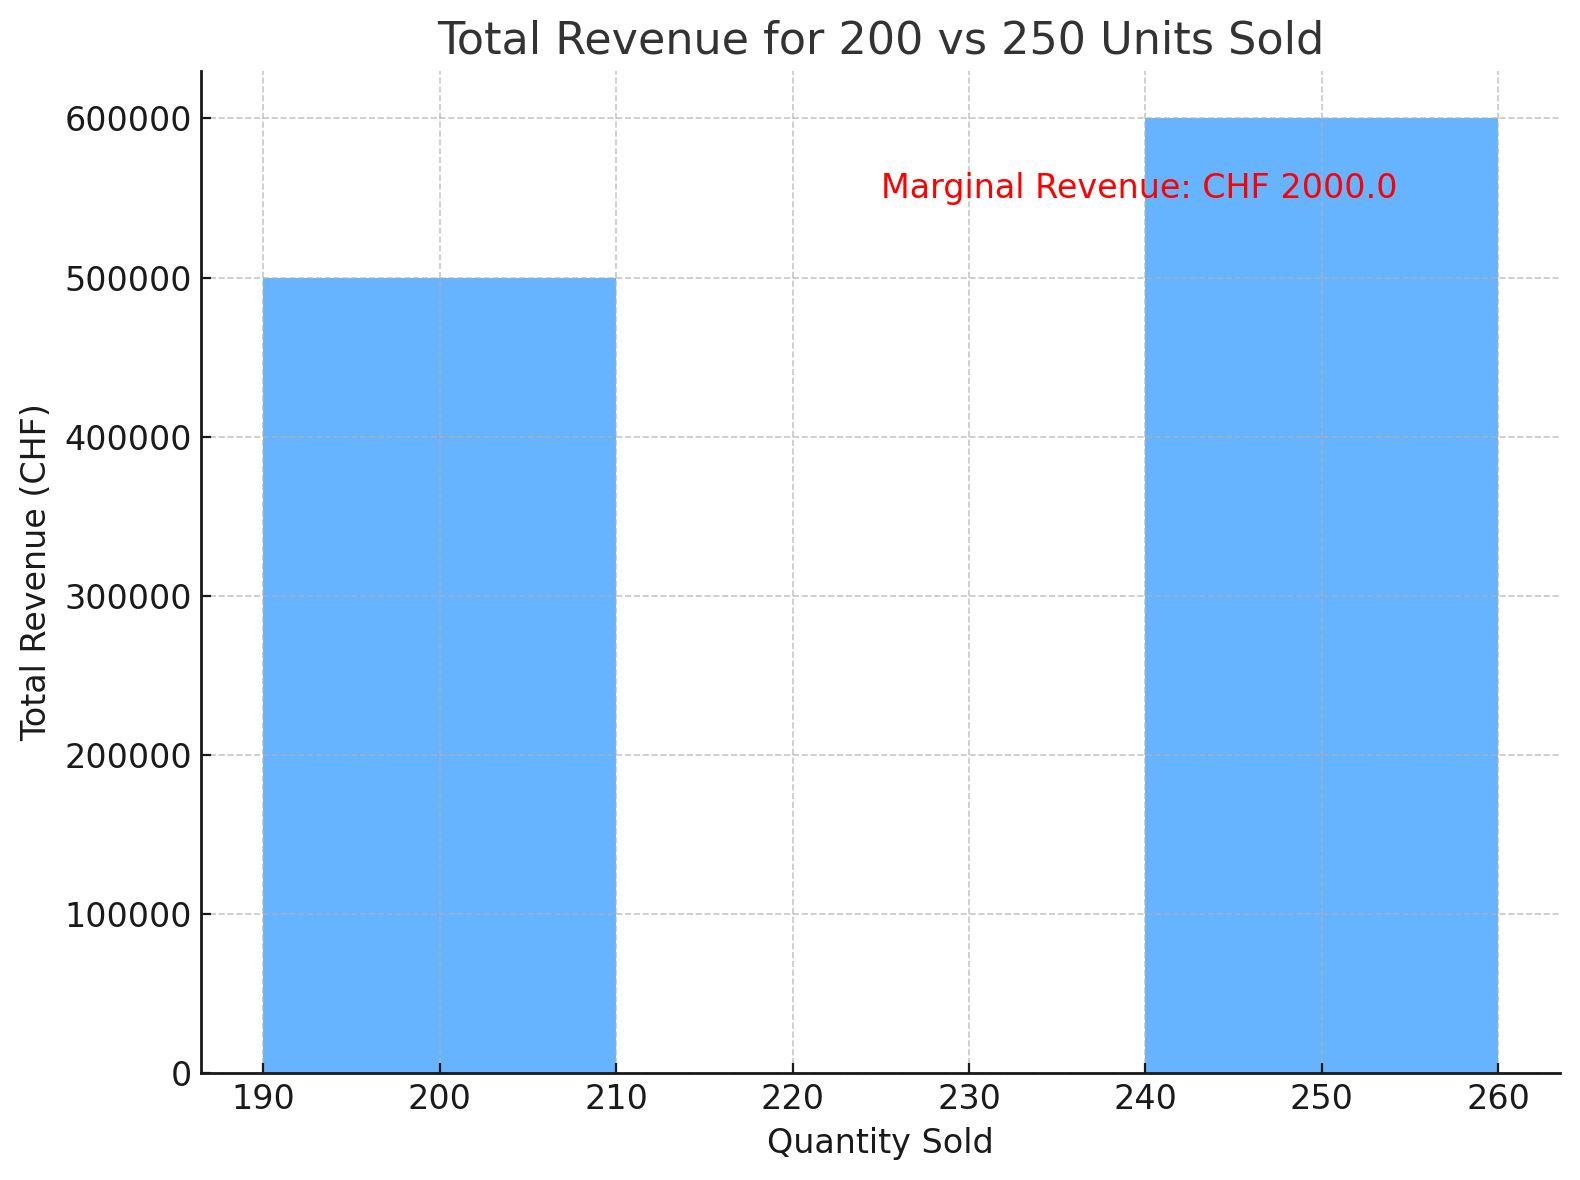 Total Revenue for 200 vs 250 Units Sold
Total Revenue (CHF)
600000
500000
400000
300000
200000
100000
0
Marginal Revenue: CHF 2000.0
190 200 210 220 230 240 250 260
Quantity Sold